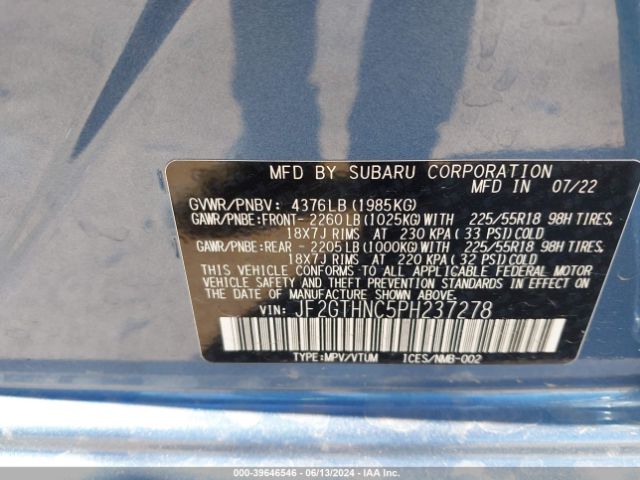 MFD BY SUBARU CORPORATION
MFD IN 07/22
GVWR/PNBV: 4376LB (1985KG)
GAWR/PNBE:FRONT- 2260LB (1025KG)WITH 225/55R18 98H TIRES,
18X7J RIMS AT 230 KPA (33 PSI)COLD
GAWR/PNBE:REAR - 2205LB (1000KG)WITH 225/55R18 98H TIRES,
18X7J RIMS AT 220 KPA (32 PSI)COLD
THIS VEHICLE CONFORMS TO ALL APPLICABLE FEDERAL MOTOR
VEHICLE SAFETY AND THEFT PREVENTION STANDARDS IN EFFECT ON
THE DATE OF MANUFACTURE SHOWN ABOVE.
VIN: JF2GTHNC5PH237278
TYPE:MPV/VTUM ICES/NMB-002
000-39646546 - 06/13/2024 - IAA Inc.